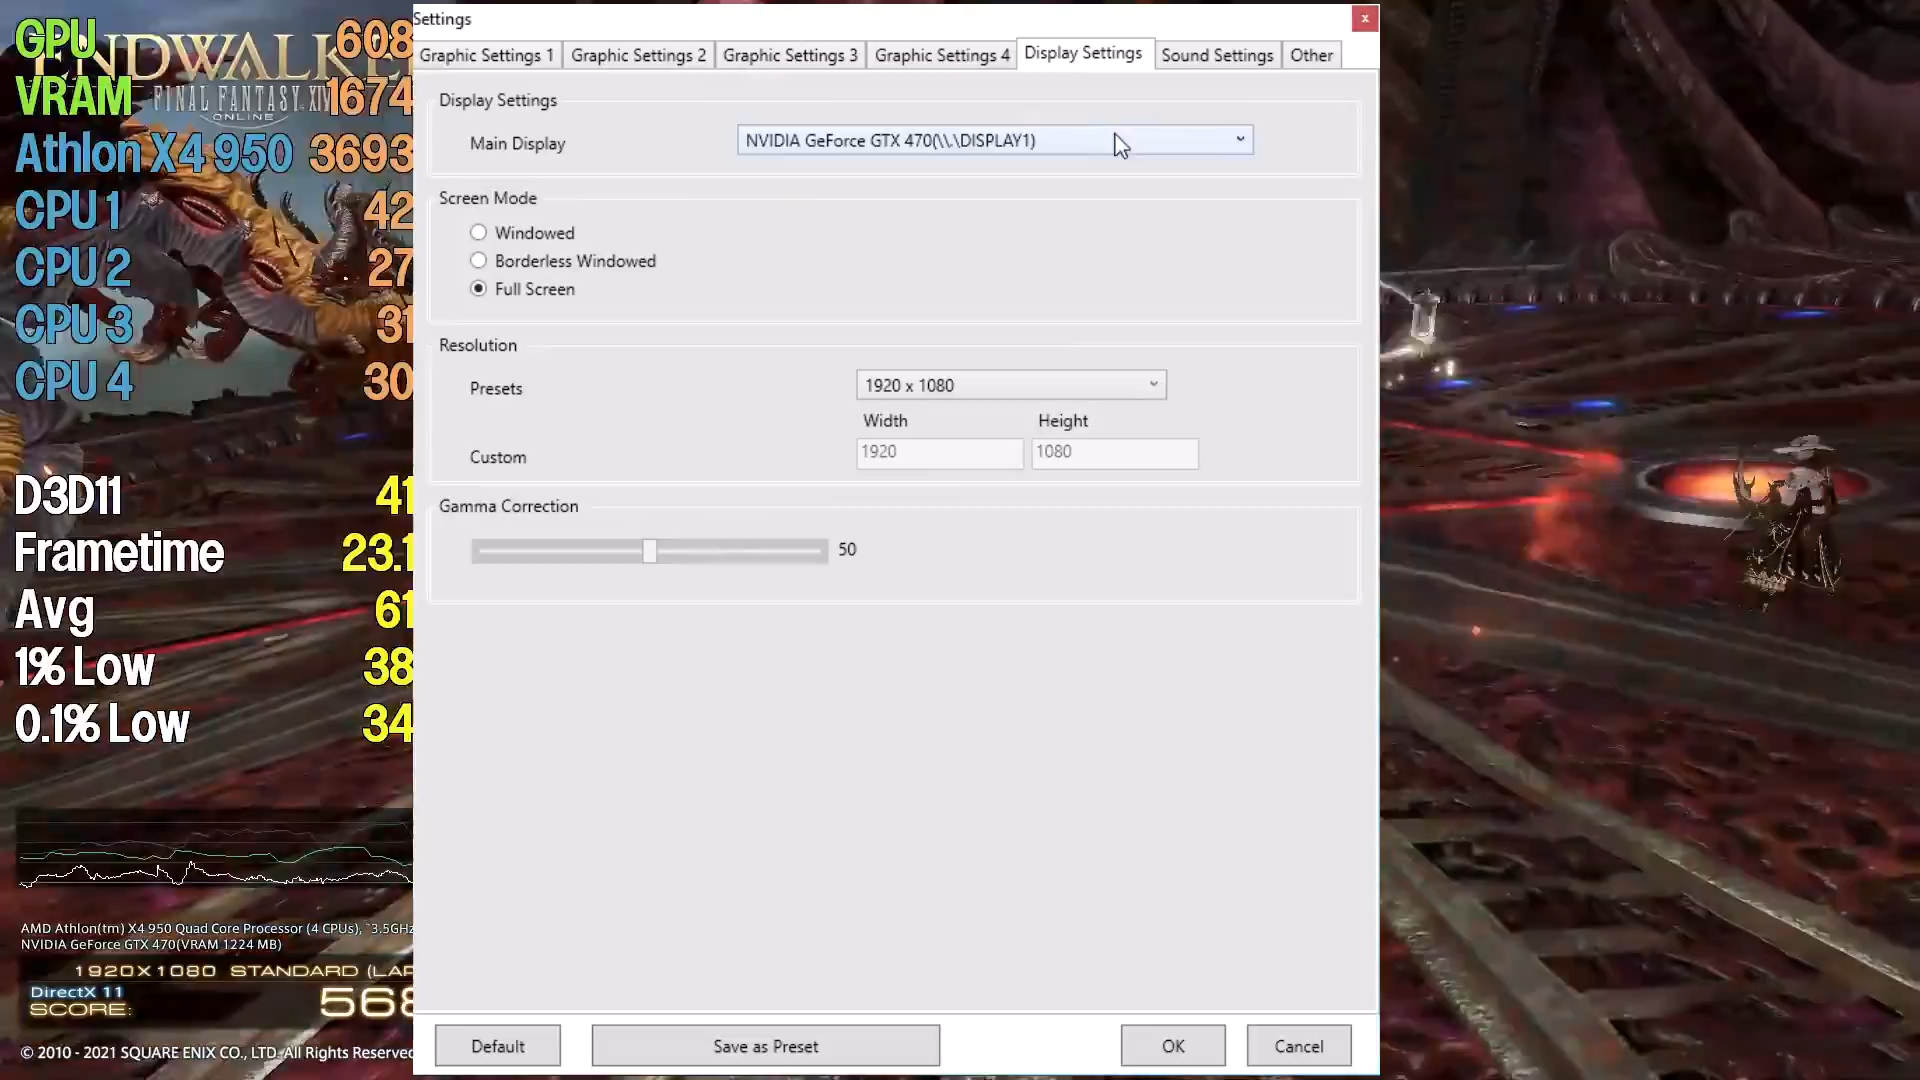 GPU 608
VRAM 1674
Athlon X4 950 3693
CPU 1 42
CPU 2 27
CPU 3 31
CPU 4 30
D3D11 41
Frametime 23.1
Avg 61
1% Low 38
0.1% Low 34
FINAL FANTASY XIV
ONLINE
AMD Athlon(tm) X4 950 Quad Core Processor (4 CPUs), ~3.5GHz
NVIDIA GeForce GTX 470(VRAM 1224 MB)
1920X1080 STANDARD (LAP
DirectX 11
SCORE: 568
© 2010 - 2021 SQUARE ENIX CO., LTD. All Rights Reserved
Settings
x
Graphic Settings 1 Graphic Settings 2 Graphic Settings 3 Graphic Settings 4 Display Settings Sound Settings Other
Display Settings
Main Display NVIDIA GeForce GTX 470(\\.\DISPLAY1)
Screen Mode
Windowed
Borderless Windowed
Full Screen
Resolution
Presets 1920 x 1080
Width Height
Custom 1920 1080
Gamma Correction
50
Default Save as Preset OK Cancel